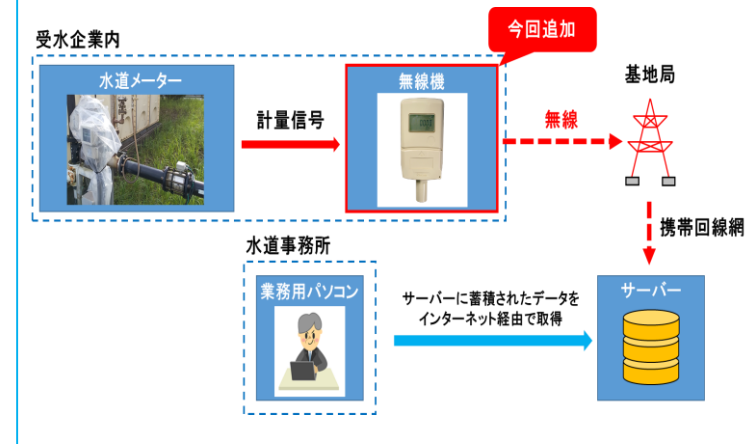 今回追加
受水企業内
水道メーター
無線機
基地局
計量信号
無線
携帯回線網
水道事務所
業務用パソコン
サーバーに蓄積されたデータを
インターネット経由で取得
サーバー